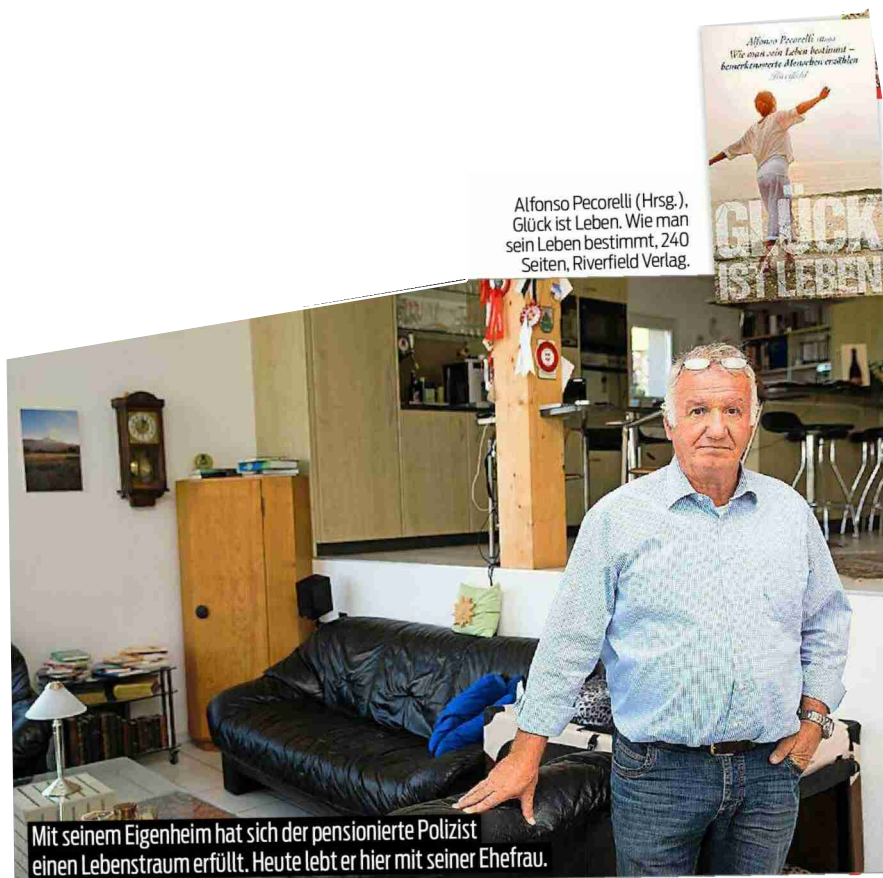 Alfonso Pecorelli
Wie man sein Leben bestimmt –
bemerkenswerte Menschen erzählen
Riverfield
GLÜCK
IST LEBEN
Alfonso Pecorelli (Hrsg.),
Glück ist Leben. Wie man
sein Leben bestimmt, 240
Seiten, Riverfield Verlag.
Mit seinem Eigenheim hat sich der pensionierte Polizist
einen Lebenstraum erfüllt. Heute lebt er hier mit seiner Ehefrau.